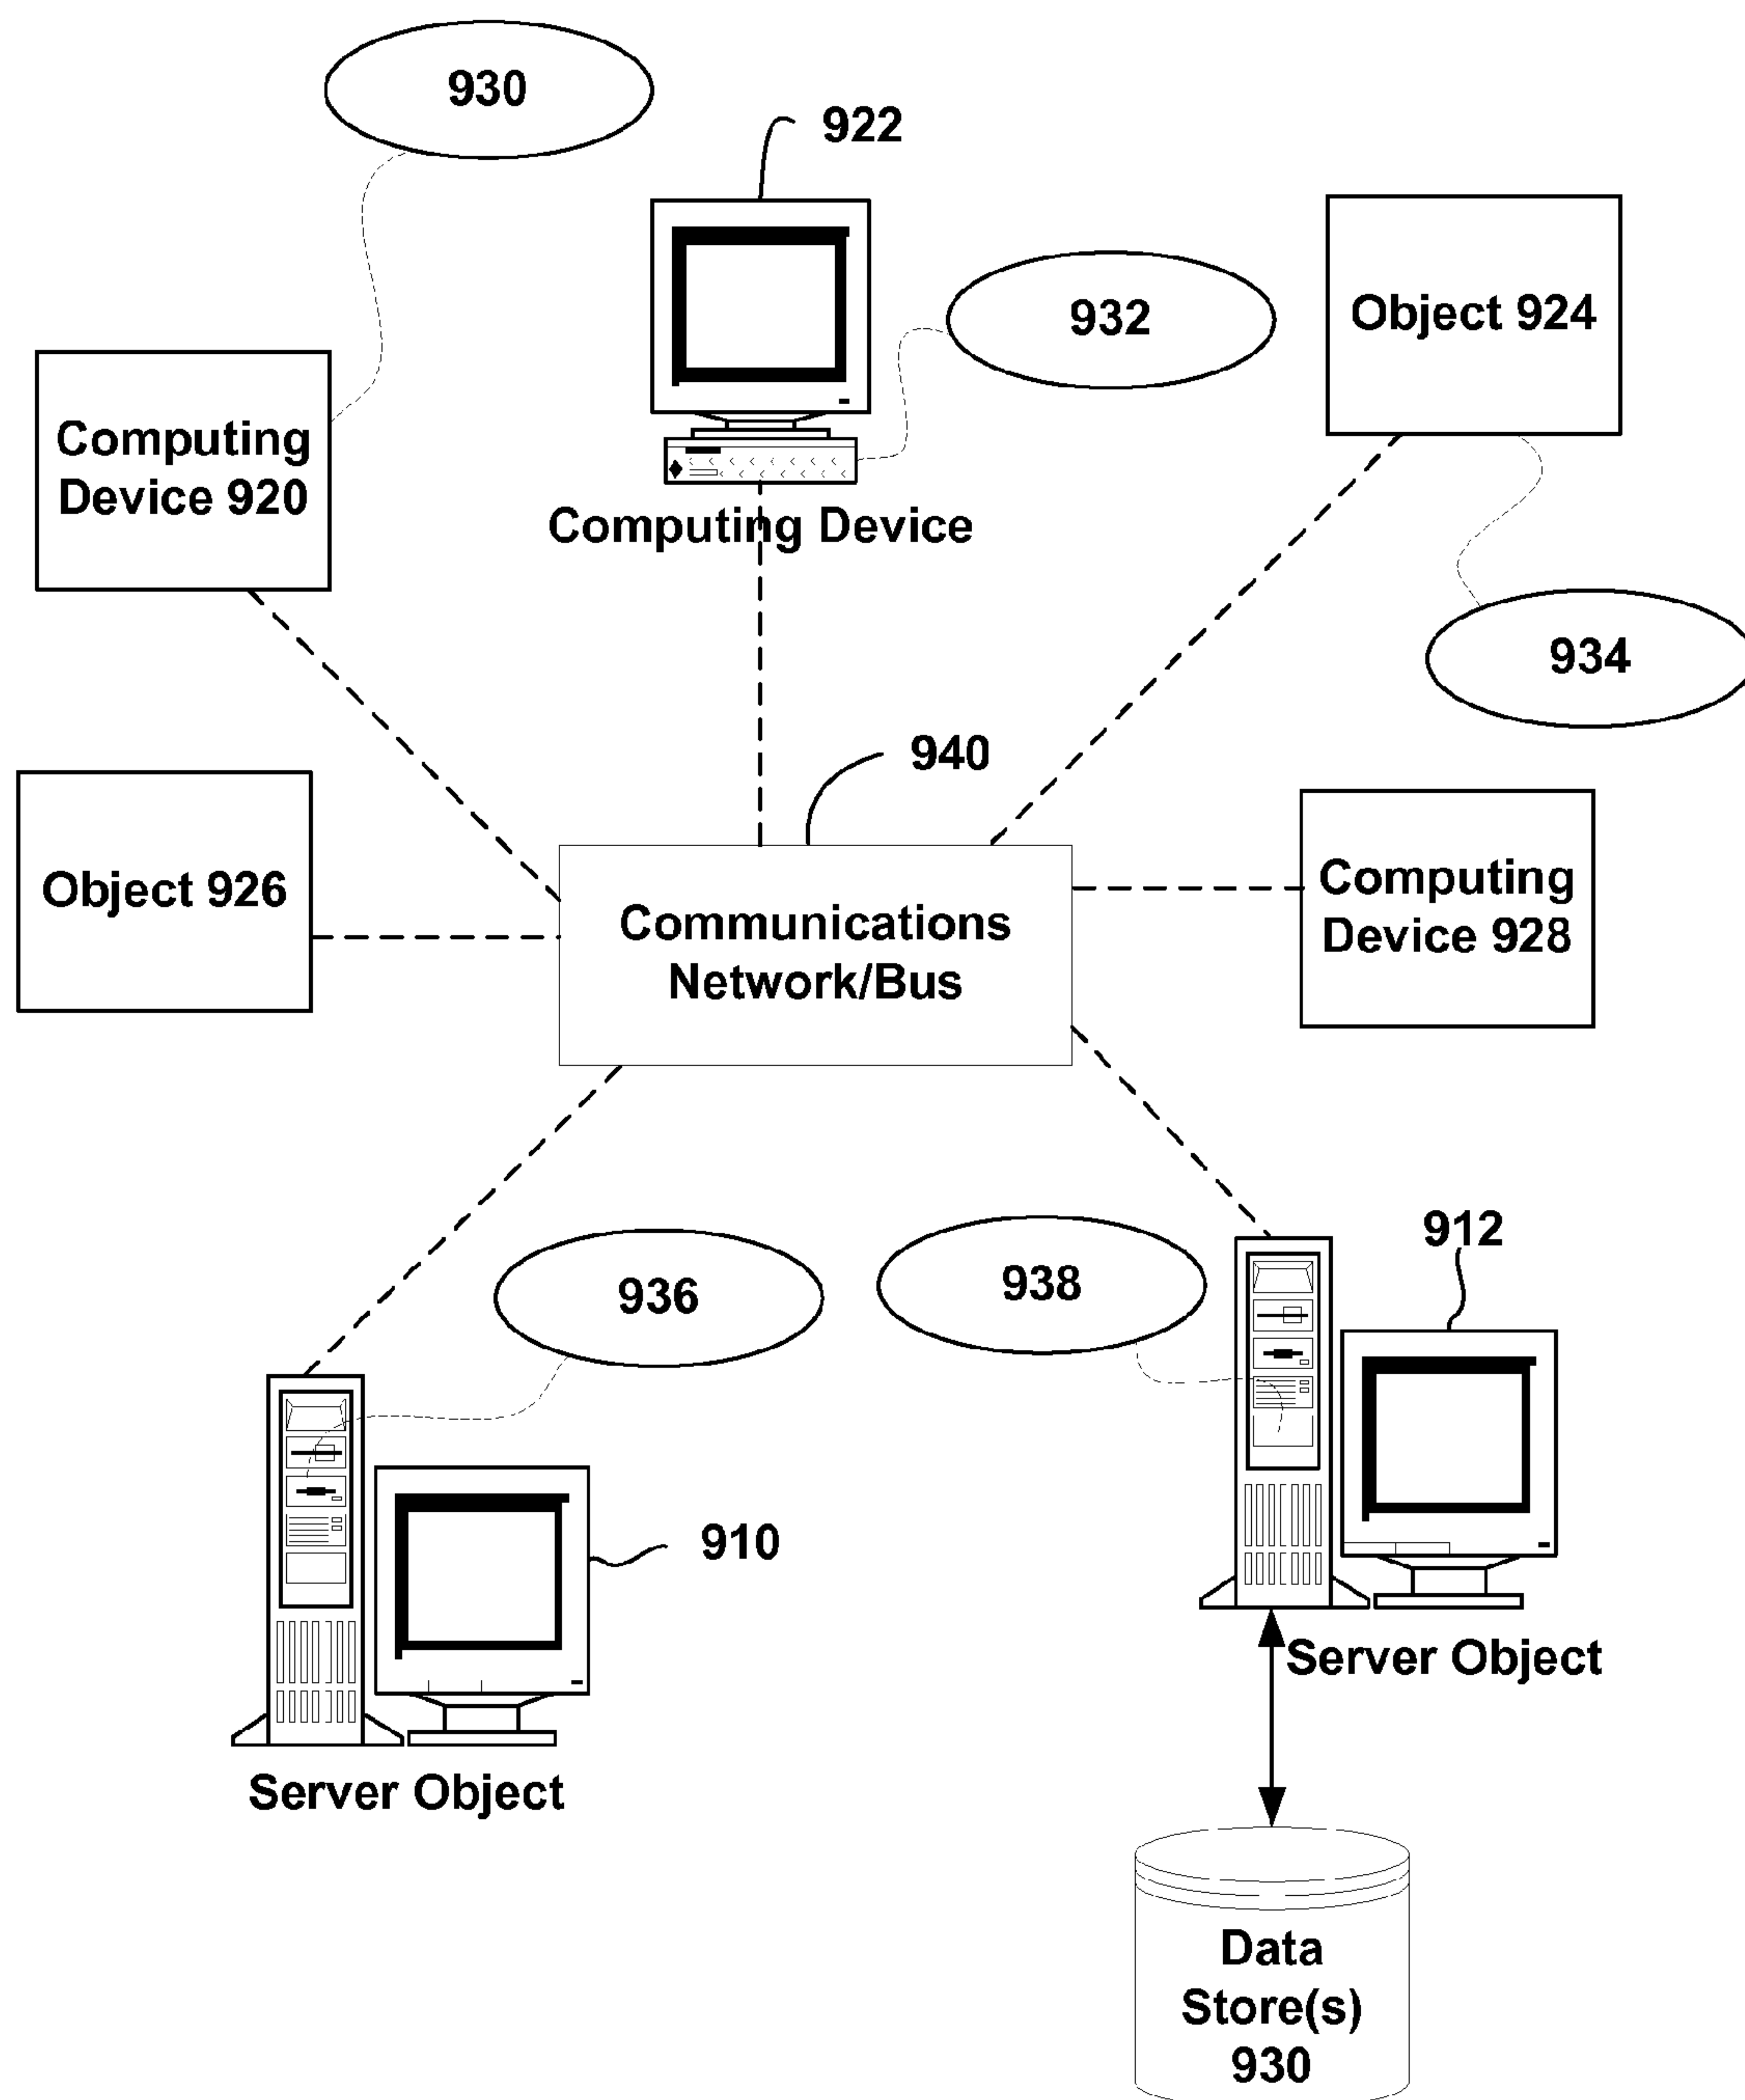 930
922
932
Object 924
Computing
Device 920
Computing Device
934
940
Object 926
Communications
Network/Bus
Computing
Device 928
936
938
912
910
Server Object
Server Object
Data
Store(s)
930